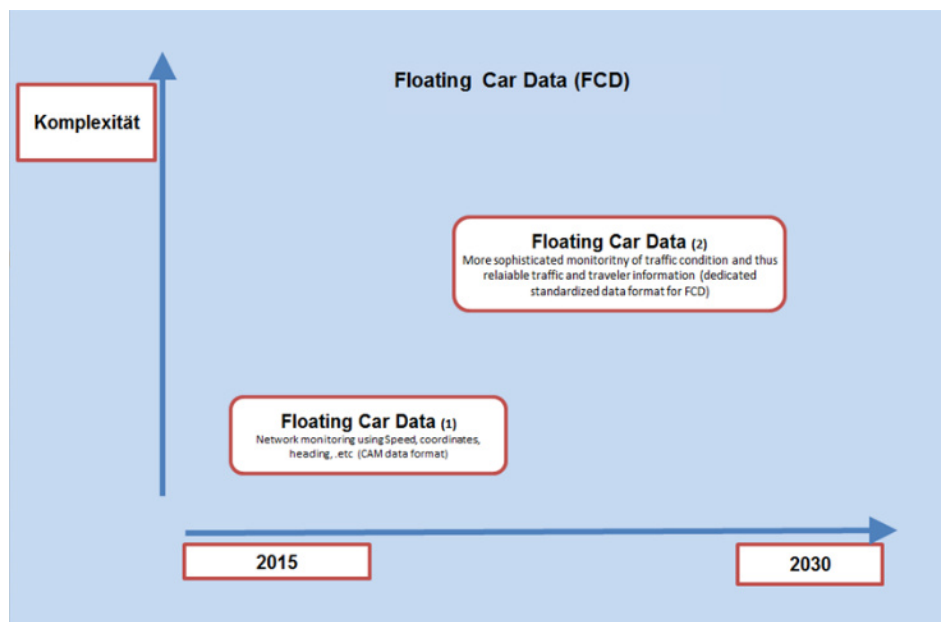 Floating Car Data (FCD)
Komplexität
Floating Car Data (2)
More sophisticated monitoritny of traffic condition and thus
relaiable traffic and traveler information (dedicated
standardized data format for FCD)
Floating Car Data (1)
Network monitoring using Speed, coordinates,
heading, .etc (CAM data format)
2015
2030